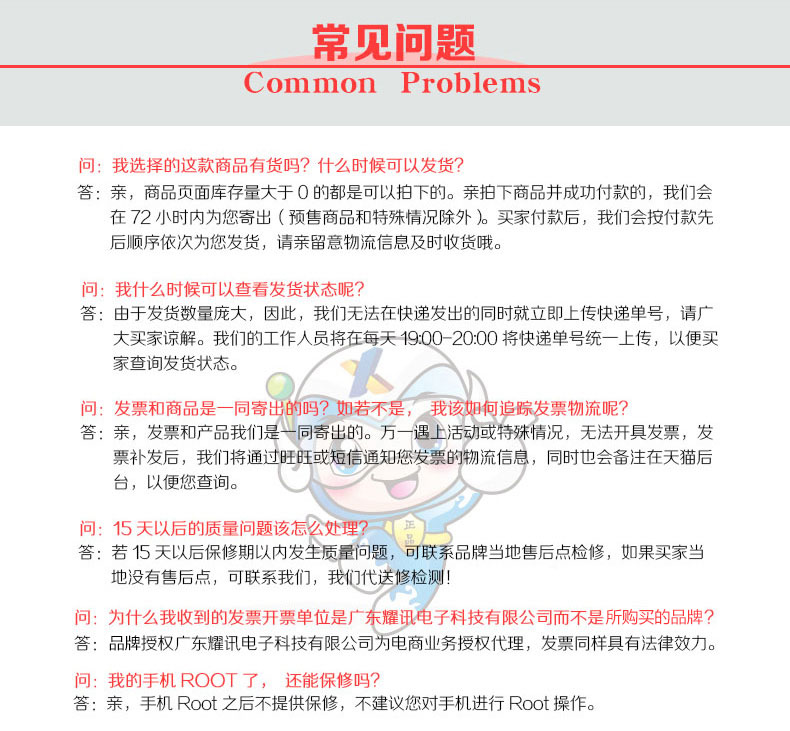 常见问题
Common Problems
问：我选择的这款商品有货吗？什么时候可以发货？
答：亲，商品页面库存量大于0的都是可以拍下的。亲拍下商品并成功付款的，我们会
在72小时内为您寄出（预售商品和特殊情况除外）。买家付款后，我们会按付款先
后顺序依次为您发货，请亲留意物流信息及时收货哦。
问：我什么时候可以查看发货状态呢？
答：由于发货数量庞大，因此，我们无法在快递发出的同时就立即上传快递单号，请广
大买家谅解。我们的工作人员将在每天19:00-20:00将快递单号统一上传，以便买
家查询发货状态。
问：发票和商品是一同寄出的吗？如若不是， 我该如何追踪发票物流呢？
答：亲，发票和产品我们是一同寄出的。万一遇上活动或特殊情况，无法开具发票，发
票补发后，我们将通过旺旺或短信通知您发票的物流信息，同时也会备注在天猫后
台，以便您查询。
问：15天以后的质量问题该怎么处理？
正品
答：若15天以后保修期以内发生质量问题，可联系品牌当地售后点检修，如果买家当
地没有售后点，可联系我们，我们代送修检测！
问：为什么我收到的发票开票单位是广东耀讯电子科技有限公司而不是所购买的品牌？
答：品牌授权广东耀讯电子科技有限公司为电商业务授权代理，发票同样具有法律效力。
问：我的手机ROOT了， 还能保修吗？
答：亲，手机Root之后不提供保修，不建议您对手机进行Root操作。